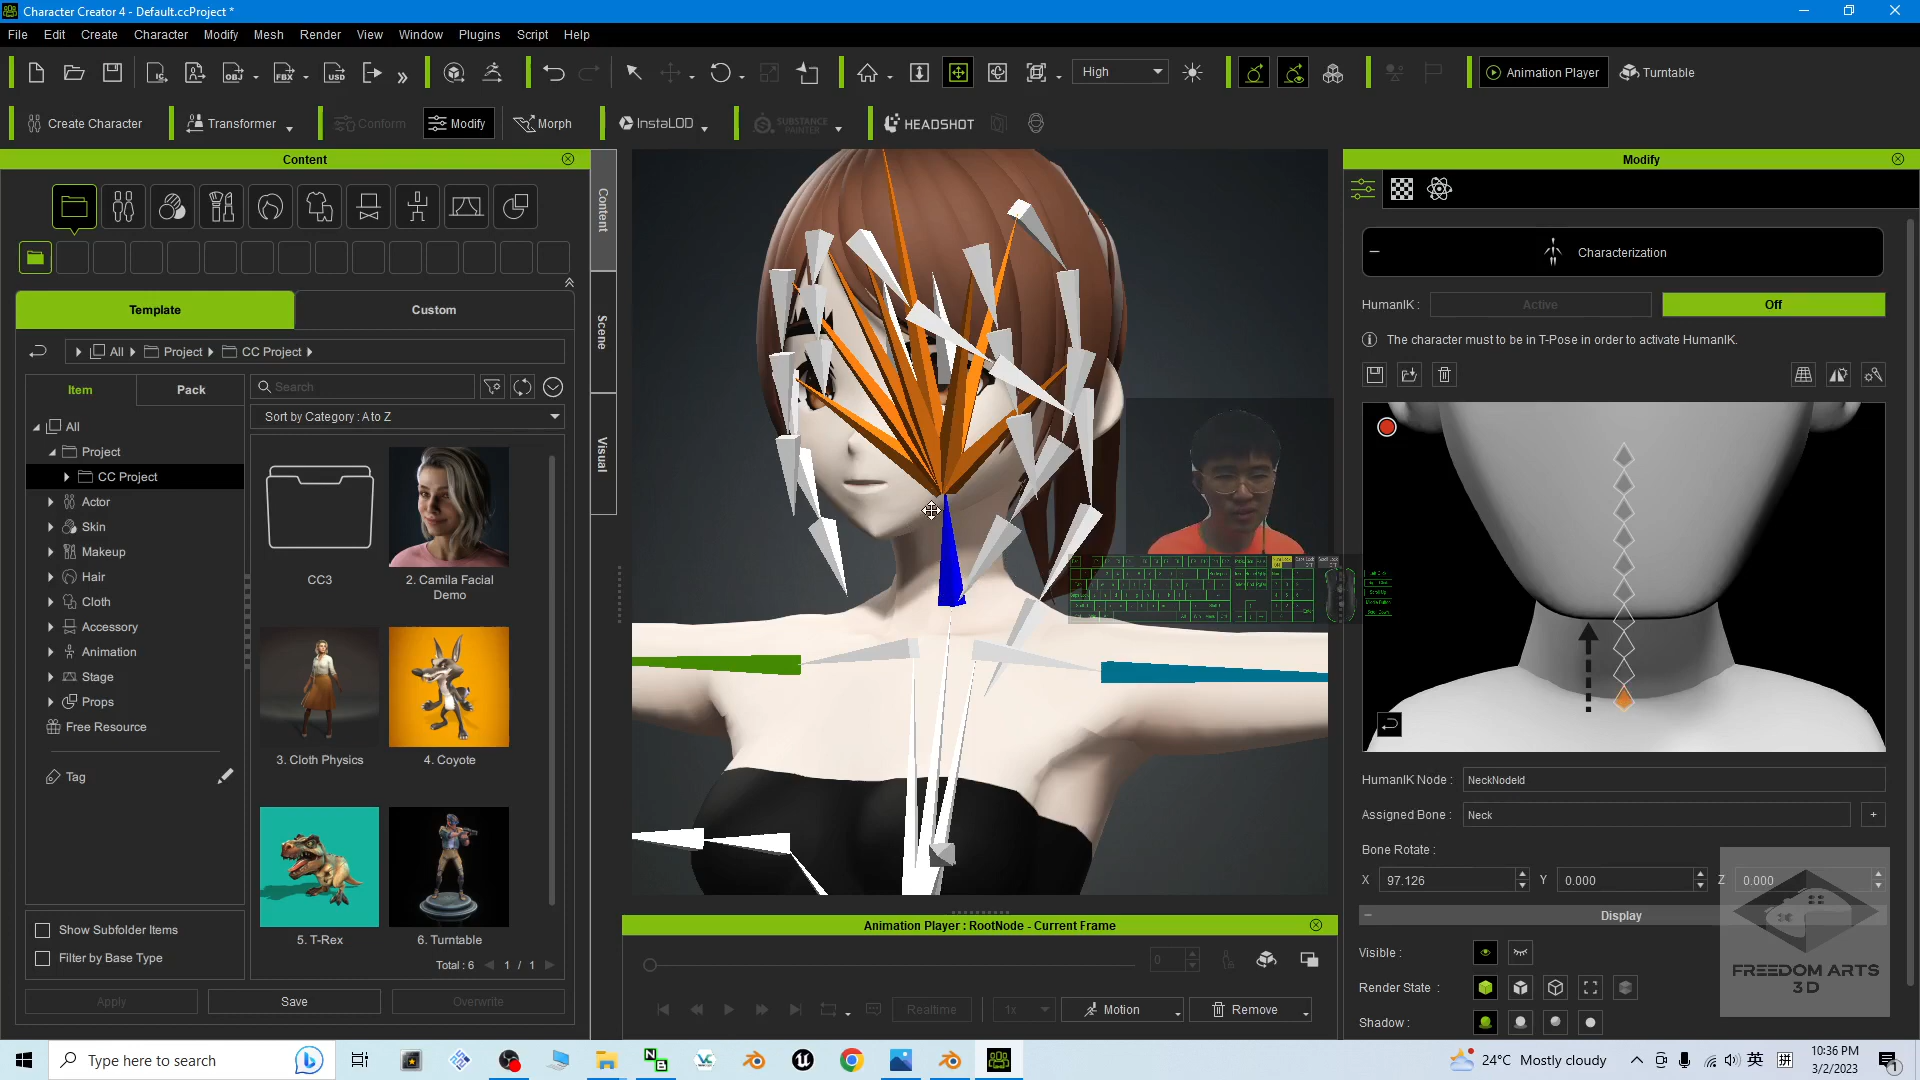 Character Creator 4 - Default.ccProject *
File Edit Create Character Modify Mesh Render View Window Plugins Script Help
High
Animation Player
Turntable
Create Character
Transformer
Conform
Modify
Morph
InstaLOD
SUBSTANCE PAINTER
HEADSHOT
Content
Template
Custom
All
Project
CC Project
Item
Pack
Search
Sort by Category : A to Z
All
Project
CC Project
Actor
Skin
Makeup
Hair
Cloth
Accessory
Animation
Stage
Props
Free Resource
Tag
CC3
2. Camila Facial
Demo
3. Cloth Physics
4. Coyote
5. T-Rex
6. Turntable
Show Subfolder Items
Filter by Base Type
Total : 6
1 / 1
Apply
Save
Overwrite
Content
Scene
Visual
Animation Player : RootNode - Current Frame
0
Realtime
1x
Motion
Remove
Modify
Characterization
HumanIK :
Active
Off
The character must be in T-Pose in order to activate HumanIK.
HumanIK Node :
NeckNodeId
Assigned Bone :
Neck
+
Bone Rotate :
X 97.126
Y 0.000
Z 0.000
Display
Visible :
Render State :
Shadow :
FREEDOM ARTS
3D
Type here to search
24°C Mostly cloudy
英
拼
10:36 PM
3/2/2023